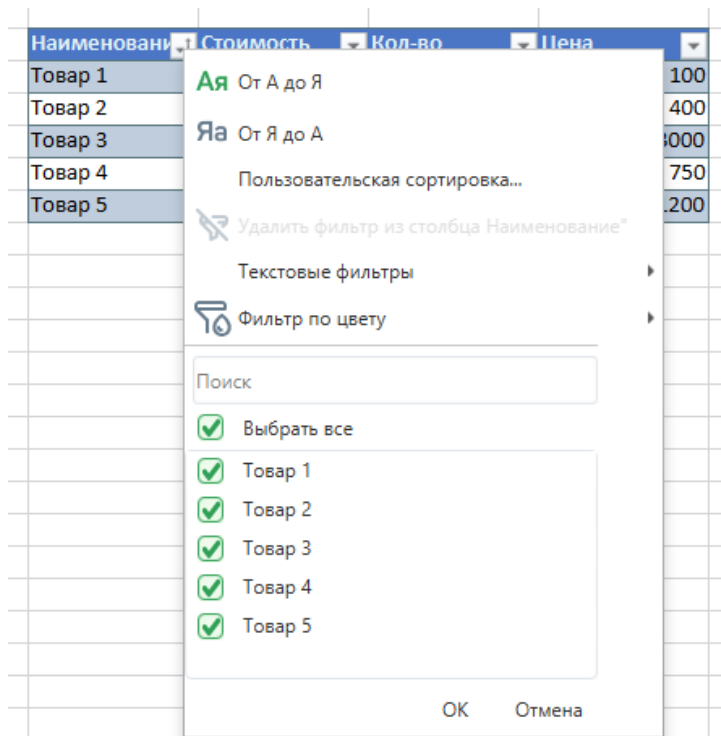 Наименовани Стоимость Кол-во Цена
Товар 1 100
Товар 2 400
Товар 3 000
Товар 4 750
Товар 5 200
Ая От А до Я
Яа От Я до А
Пользовательская сортировка...
Удалить фильтр из столбца Наименование"
Текстовые фильтры
Фильтр по цвету
Поиск
Выбрать все
Товар 1
Товар 2
Товар 3
Товар 4
Товар 5
ОК Отмена